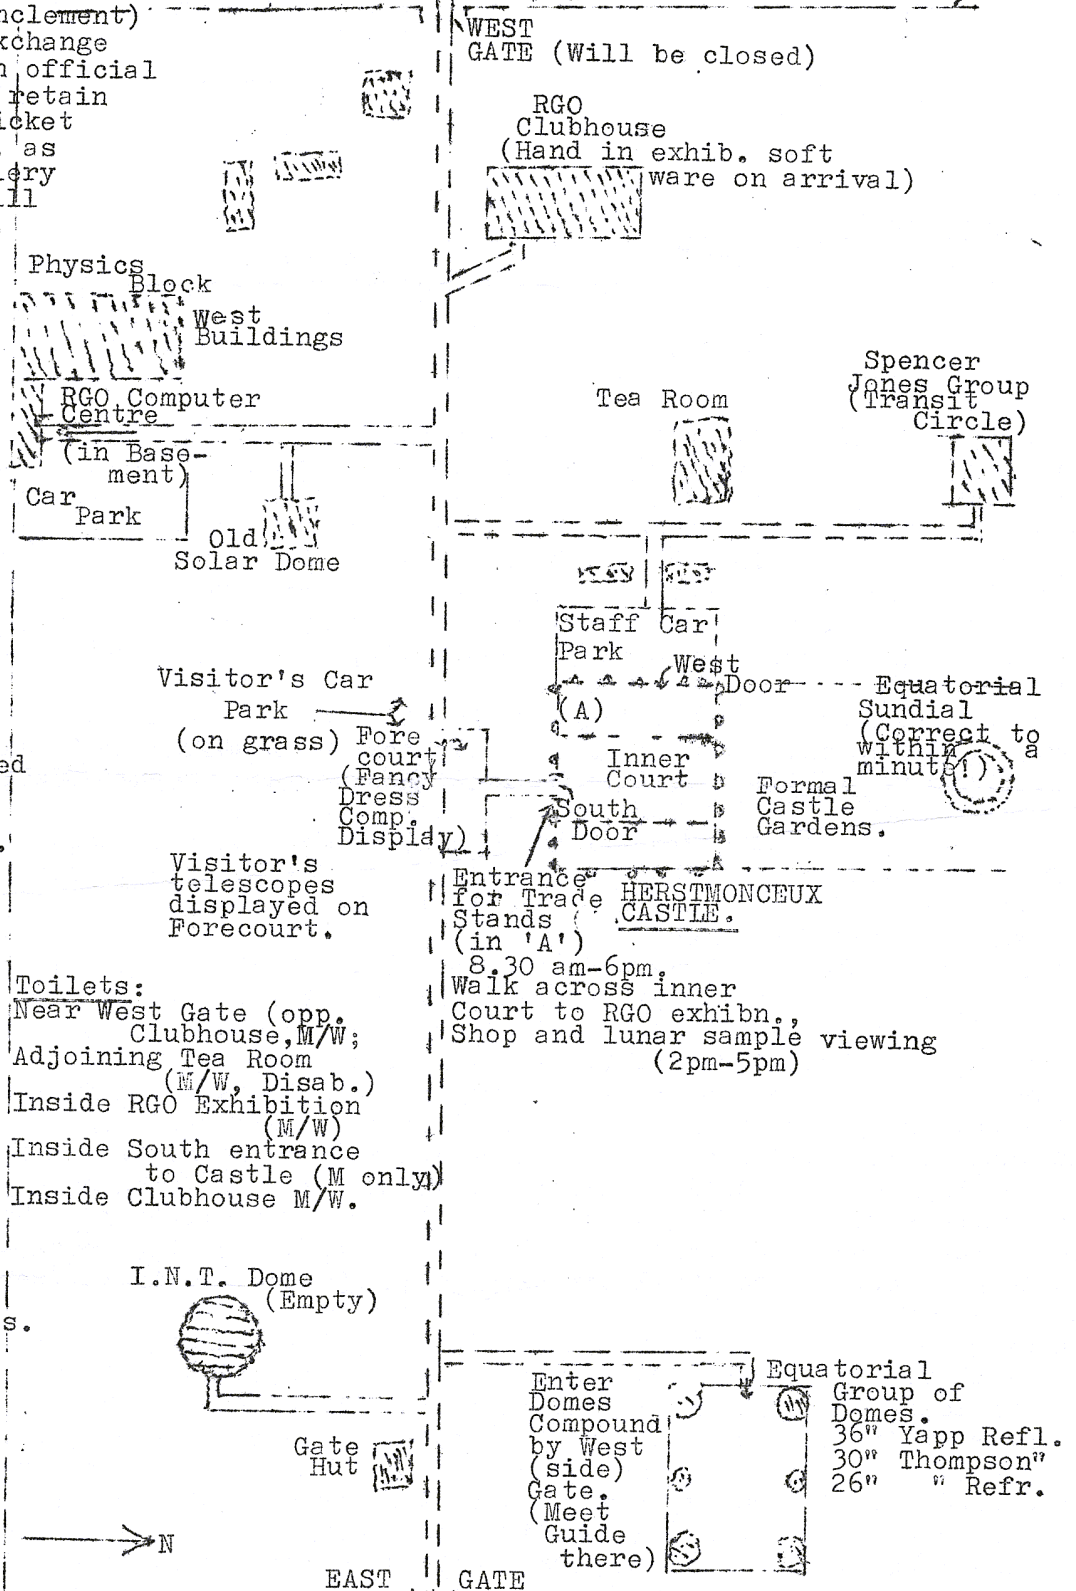 nclement)
xchange
n official
retain
icket
as
lery
ill
WEST
GATE (Will be closed)
RGO
Clubhouse
(Hand in exhib. soft
ware on arrival)
Physics
Block
West
Buildings
RGO Computer
Centre
(in Base-
ment)
Car
Park
Old
Solar Dome
Tea Room
Spencer
Jones Group
(Transit
Circle)
Staff Car
Park
West
Door
(A)
Inner
Court
South
Door
Equatorial
Sundial
(Correct to
within a
minute!)
Formal
Castle
Gardens.
Visitor's Car
Park
(on grass)
Fore
court
(Fancy
Dress
Comp.
Display)
ed
Visitor's
telescopes
displayed on
Forecourt.
Entrance
for Trade
Stands (
(in 'A')
8.30 am-6pm.
Walk across inner
Court to RGO exhibn.,
Shop and lunar sample viewing
(2pm-5pm)
HERSTMONCEUX
CASTLE.
Toilets:
Near West Gate (opp.
Clubhouse,M/W;
Adjoining Tea Room
(M/W, Disab.)
Inside RGO Exhibition
(M/W)
Inside South entrance
to Castle (M only)
Inside Clubhouse M/W.
I.N.T. Dome
(Empty)
s.
Gate
Hut
N
Enter
Domes
Compound
by West
(side)
Gate.
(Meet
Guide
there)
Equatorial
Group of
Domes.
36" Yapp Refl.
30" Thompson"
26" " Refr.
EAST GATE